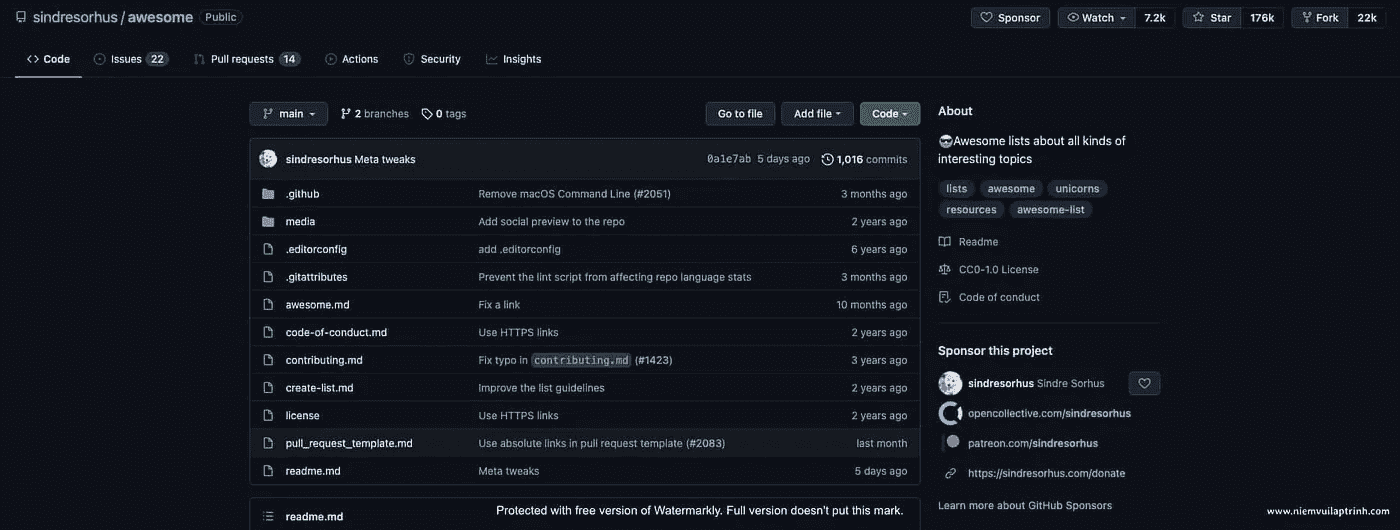 sindresorhus / awesome Public Sponsor Watch 7.2k Star 176k Fork 22k
Code Issues 22 Pull requests 14 Actions Security Insights
main 2 branches 0 tags Go to file Add file Code
sindresorhus Meta tweaks 0a1e7ab 5 days ago 1,016 commits
.github Remove macOS Command Line (#2051) 3 months ago
media Add social preview to the repo 2 years ago
.editorconfig add .editorconfig 6 years ago
.gitattributes Prevent the lint script from affecting repo language stats 3 months ago
awesome.md Fix a link 10 months ago
code-of-conduct.md Use HTTPS links 2 years ago
contributing.md Fix typo in contributing.md (#1423) 3 years ago
create-list.md Improve the list guidelines 2 years ago
license Use HTTPS links 2 years ago
pull_request_template.md Use absolute links in pull request template (#2083) last month
readme.md Meta tweaks 5 days ago
readme.md
About
😎Awesome lists about all kinds of
interesting topics
lists awesome unicorns
resources awesome-list
Readme
CC0-1.0 License
Code of conduct
Sponsor this project
sindresorhus Sindre Sorhus
opencollective.com/sindresorhus
patreon.com/sindresorhus
https://sindresorhus.com/donate
Learn more about GitHub Sponsors
Protected with free version of Watermarkly. Full version doesn't put this mark.
www.niemvuilaptrinh.com